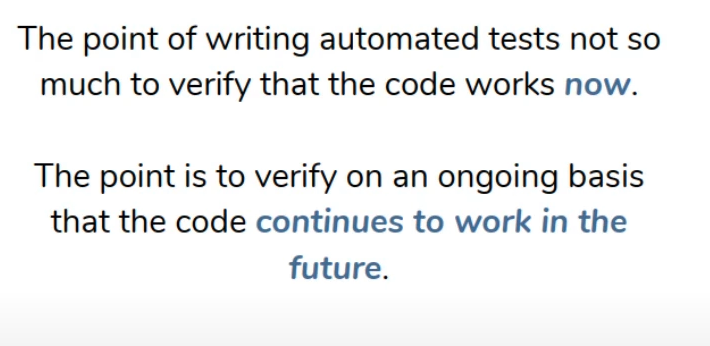 The point of writing automated tests not so
much to verify that the code works now.
The point is to verify on an ongoing basis
that the code continues to work in the
future.